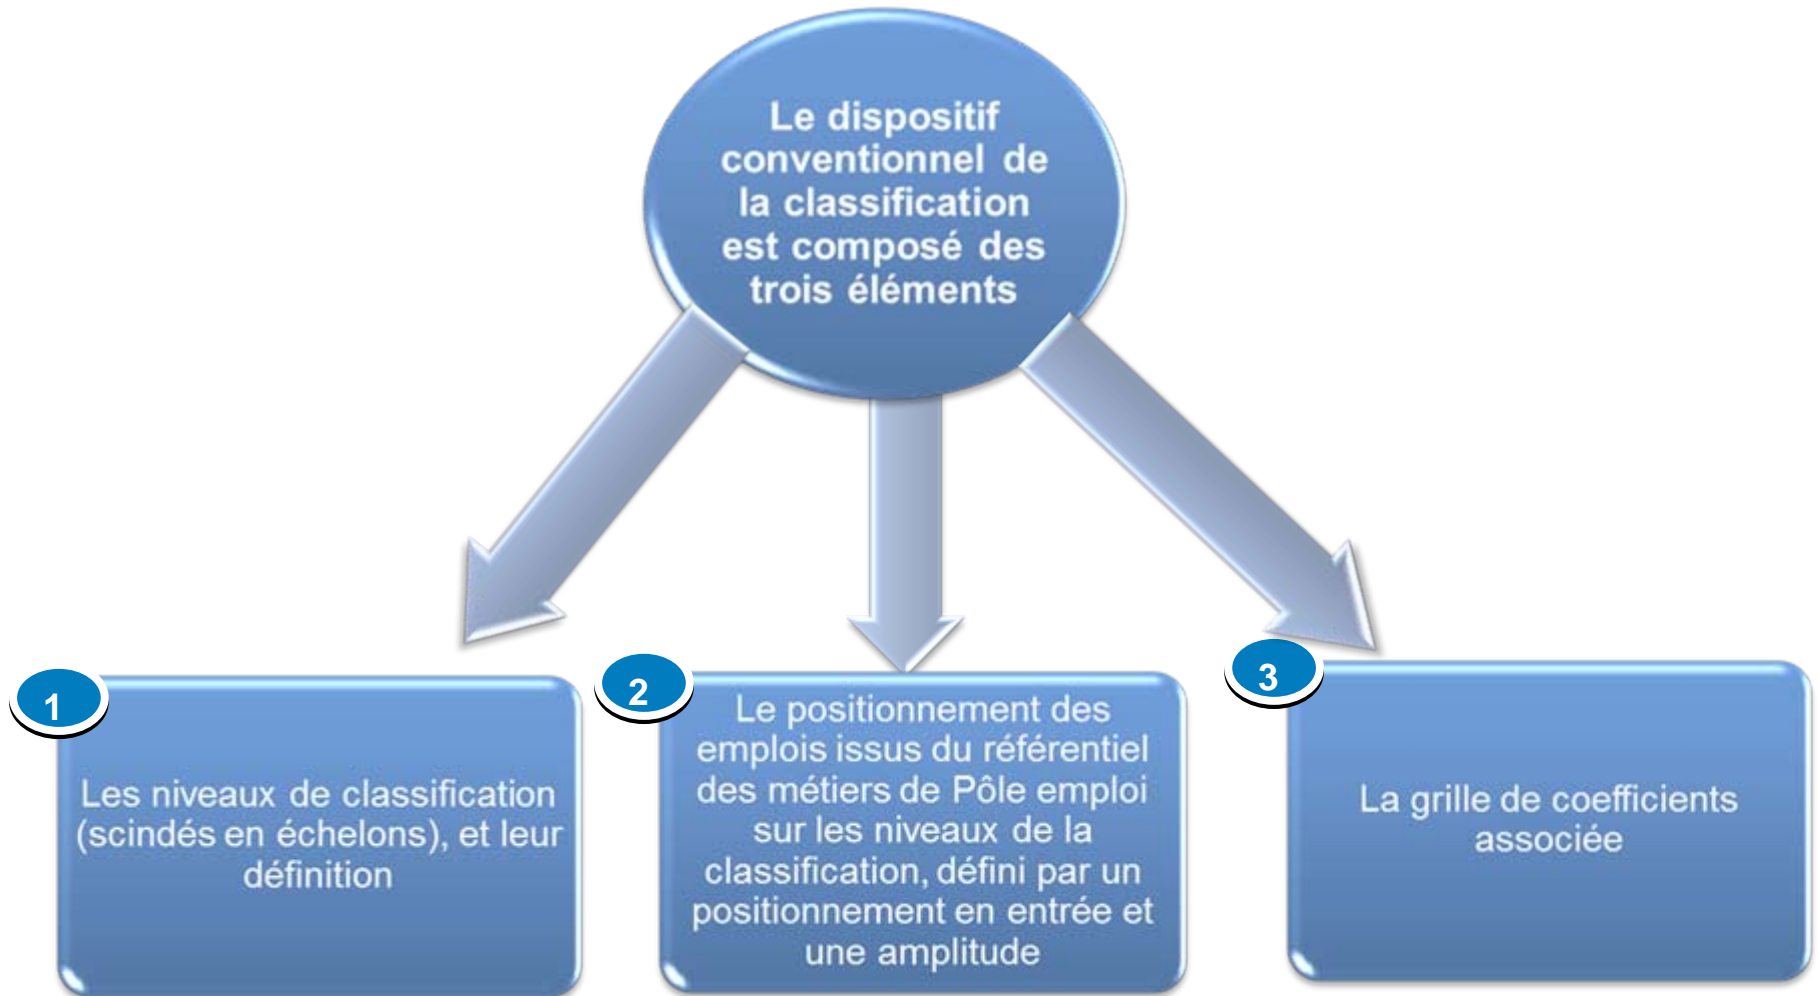 Le dispositif
conventionnel de
la classification
est composé des
trois éléments
1
Les niveaux de classification
(scindés en échelons), et leur
définition
2
Le positionnement des
emplois issus du référentiel
des métiers de Pôle emploi
sur les niveaux de la
classification, défini par un
positionnement en entrée et
une amplitude
3
La grille de coefficients
associée